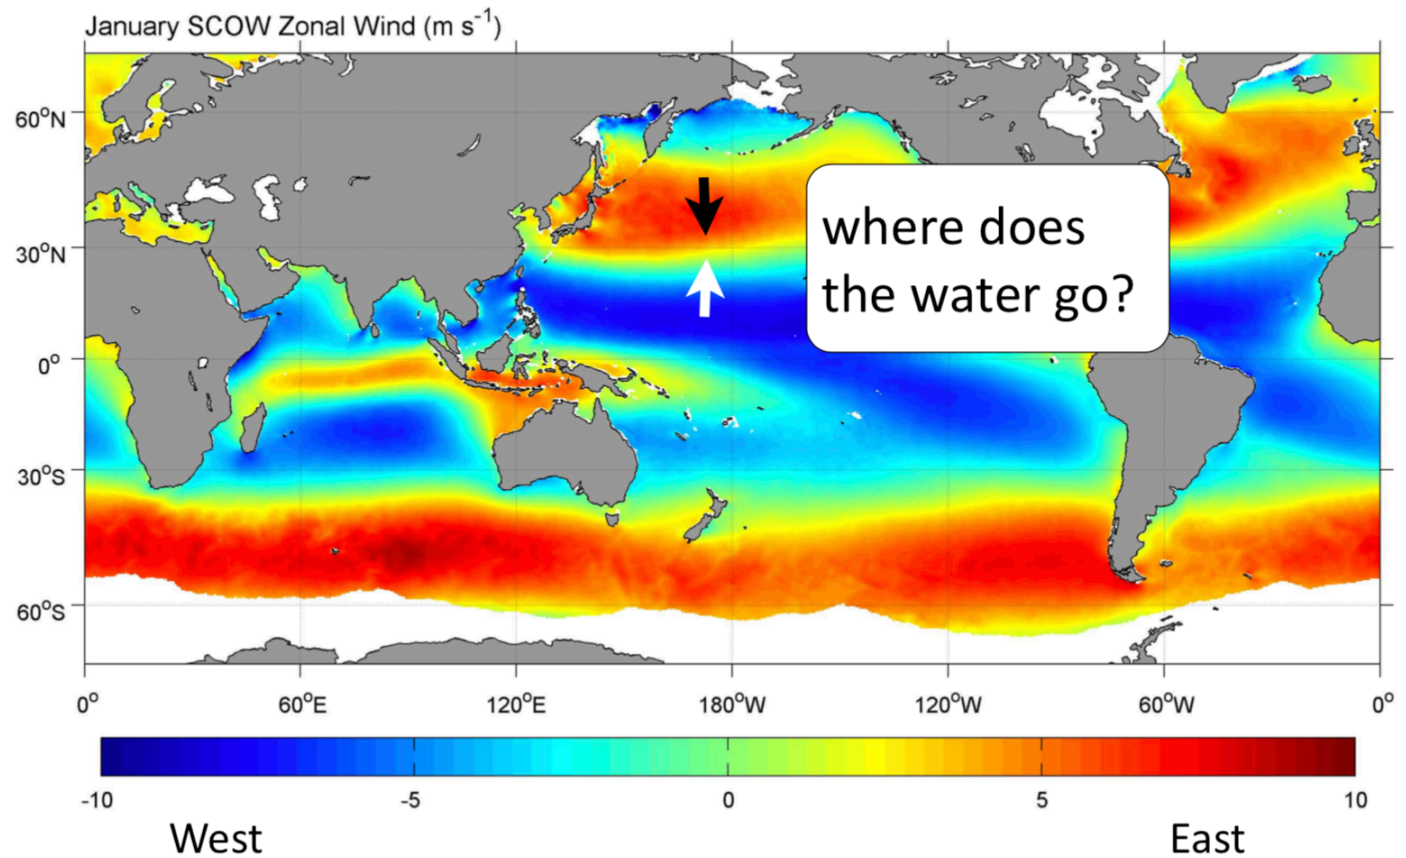 January SCOW Zonal Wind (m s⁻¹)
60°N
30°N
0°
30°S
60°S
where does
the water go?
0° 60°E 120°E 180°W 120°W 60°W 0°
-10 -5 0 5 10
West East